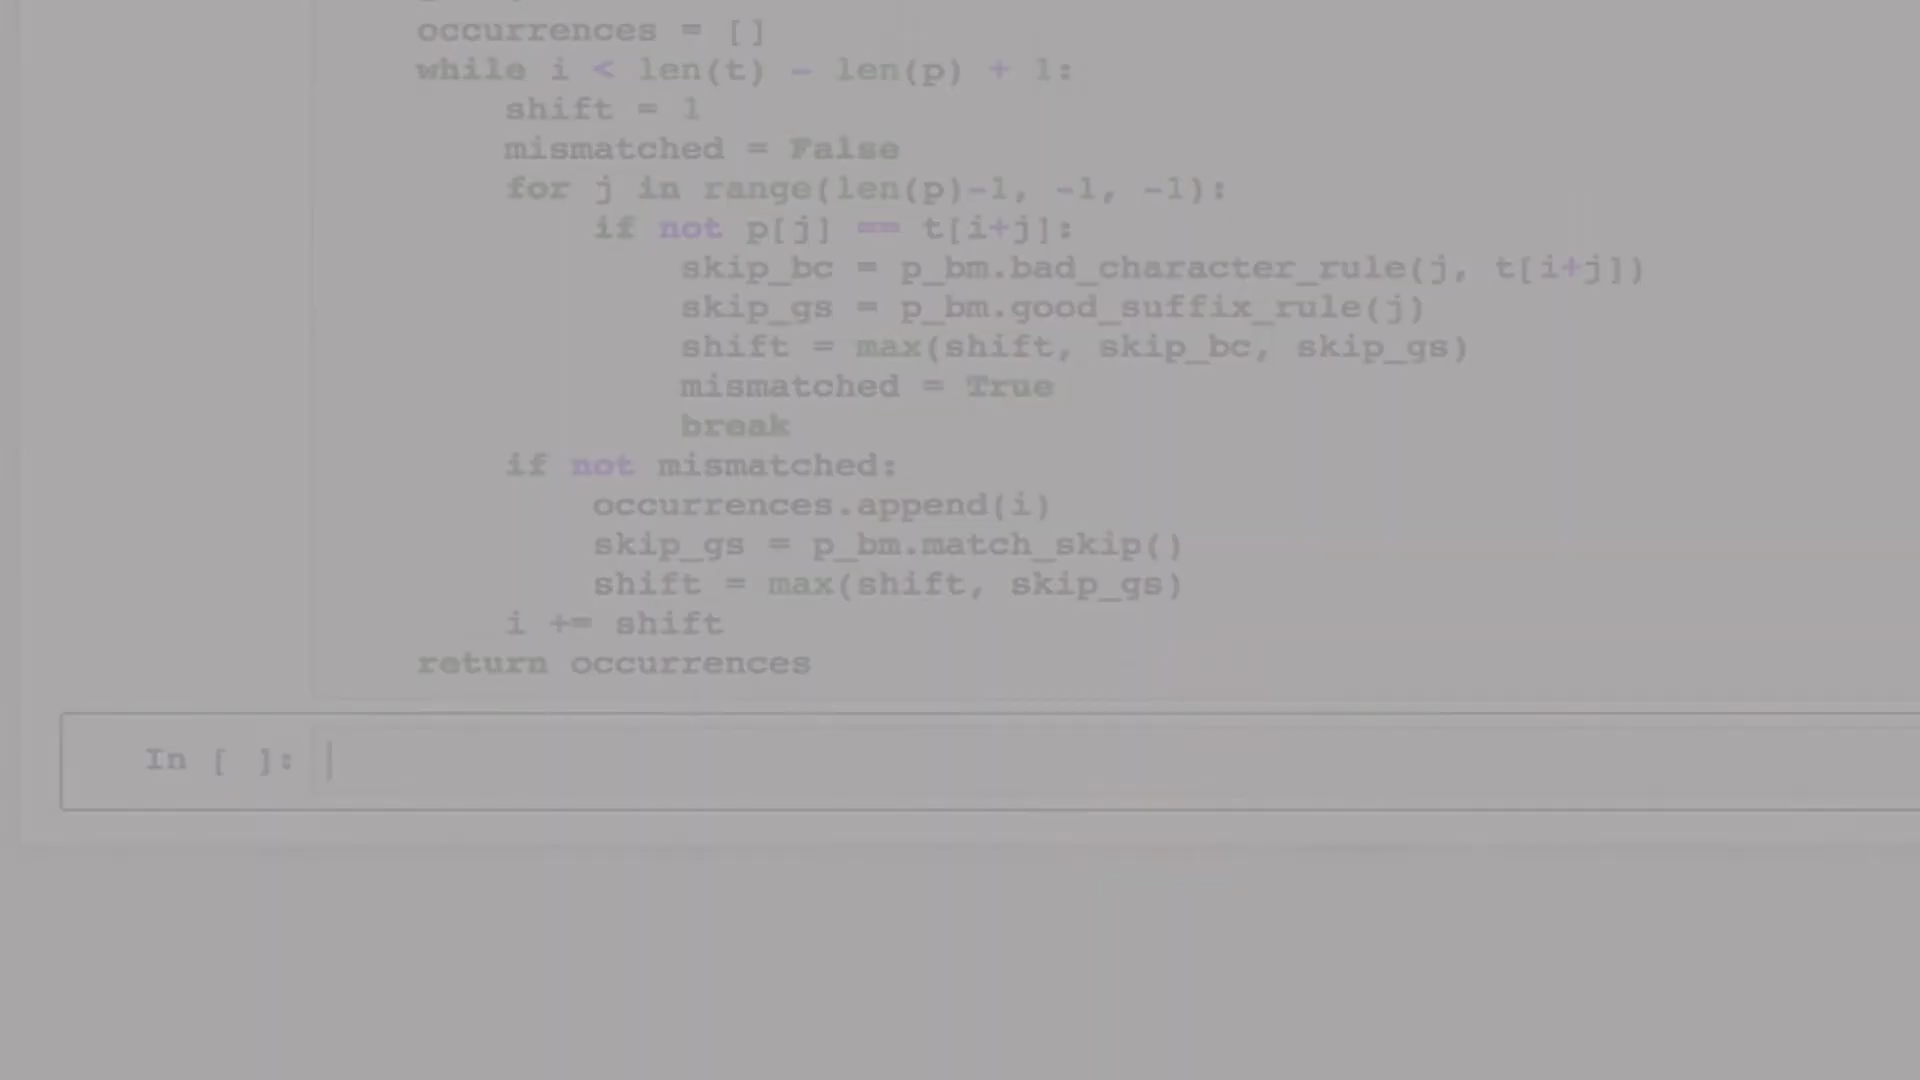 occurrences = []
while i < len(t) - len(p) + 1:
shift = 1
mismatched = False
for j in range(len(p)-1, -1, -1):
if not p[j] == t[i+j]:
skip_bc = p_bm.bad_character_rule(j, t[i+j])
skip_gs = p_bm.good_suffix_rule(j)
shift = max(shift, skip_bc, skip_gs)
mismatched = True
break
if not mismatched:
occurrences.append(i)
skip_gs = p_bm.match_skip()
shift = max(shift, skip_gs)
i += shift
return occurrences
In [ ]: